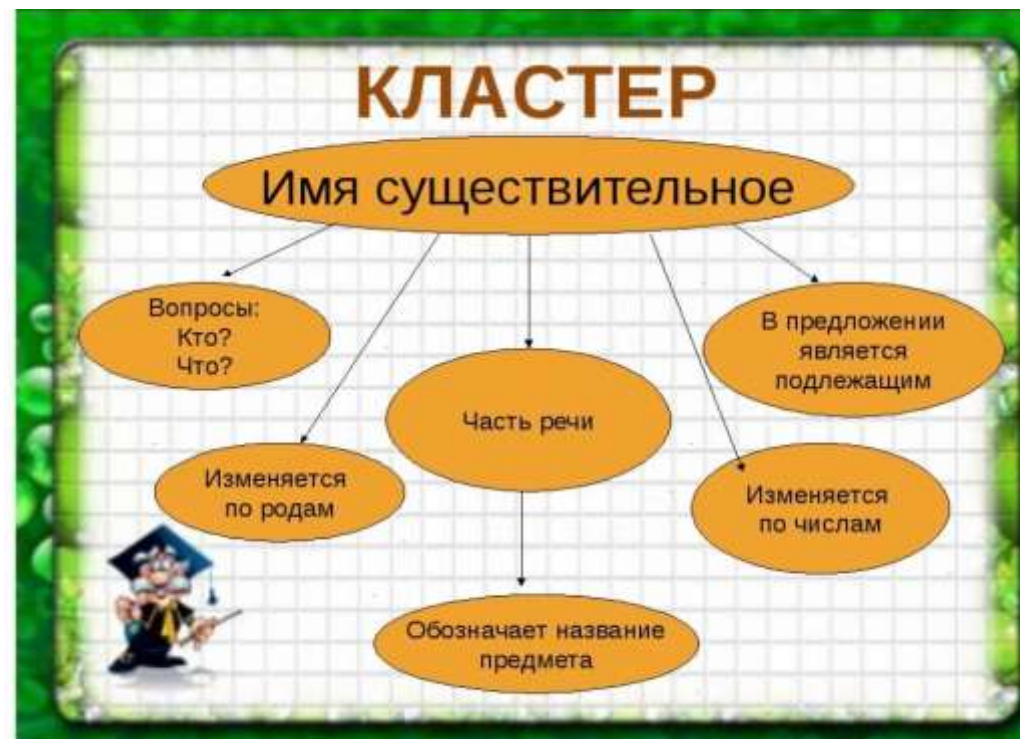 КЛАСТЕР
Имя существительное
Вопросы:
Кто?
Что?
В предложении
является
подлежащим
Часть речи
Изменяется
по родам
Изменяется
по числам
Обозначает название
предмета